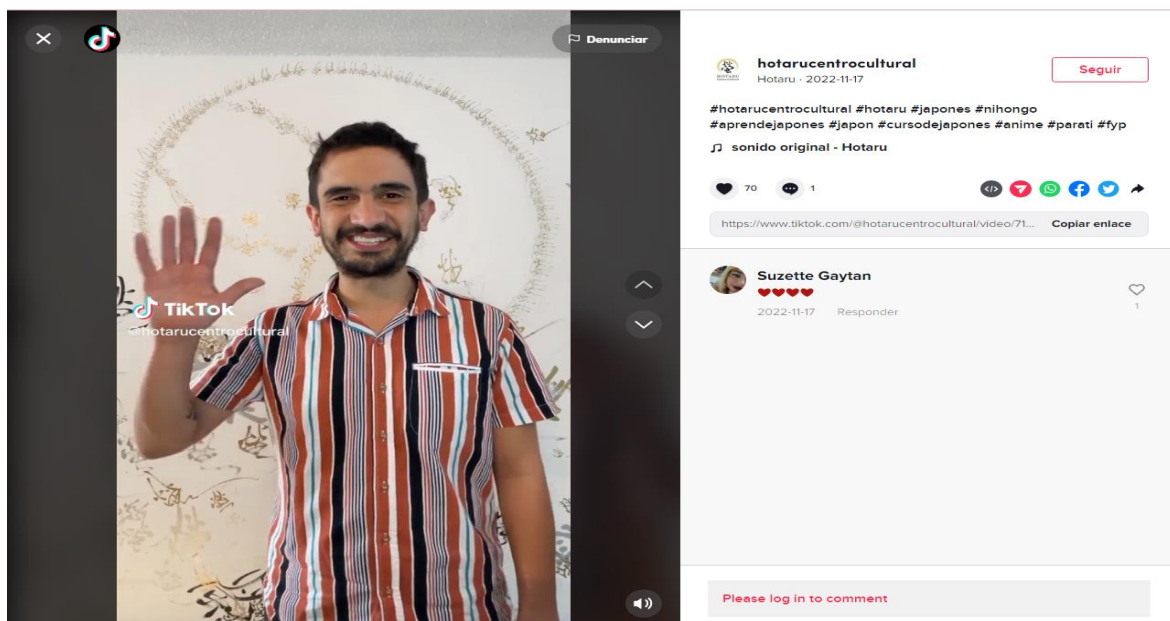 Denunciar
TikTok
@hotarucentrocultural
hotarucentrocultural
Hotaru · 2022-11-17
Seguir
#hotarucentrocultural #hotaru #japones #nihongo
#aprendejapones #japon #cursodejapones #anime #parati #fyp
sonido original - Hotaru
70
1
https://www.tiktok.com/@hotarucentrocultural/video/71...
Copiar enlace
Suzette Gaytan
2022-11-17 Responder
1
Please log in to comment